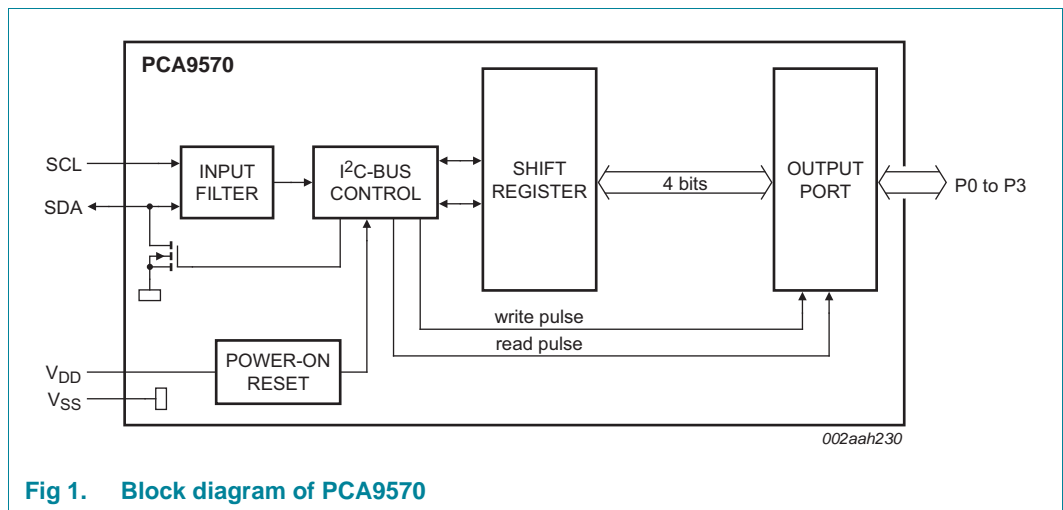 PCA9570
SCL
SDA
INPUT
FILTER
I²C-BUS
CONTROL
SHIFT
REGISTER
4 bits
OUTPUT
PORT
P0 to P3
write pulse
read pulse
VDD
VSS
POWER-ON
RESET
002aah230
Fig 1. Block diagram of PCA9570